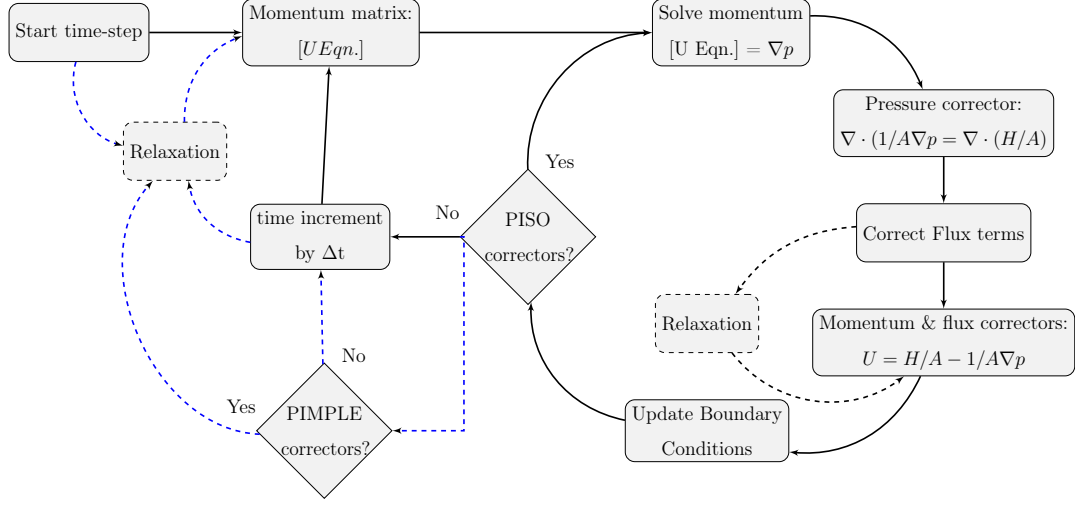 Start time-step
Momentum matrix:
[UEqn.]
Solve momentum
[U Eqn.] = ∇p
Pressure corrector:
∇ · (1/A∇p = ∇ · (H/A)
Relaxation
Yes
time increment
by Δt
No
PISO
correctors?
Correct Flux terms
Relaxation
Momentum & flux correctors:
U = H/A − 1/A∇p
No
Yes
PIMPLE
correctors?
Update Boundary
Conditions